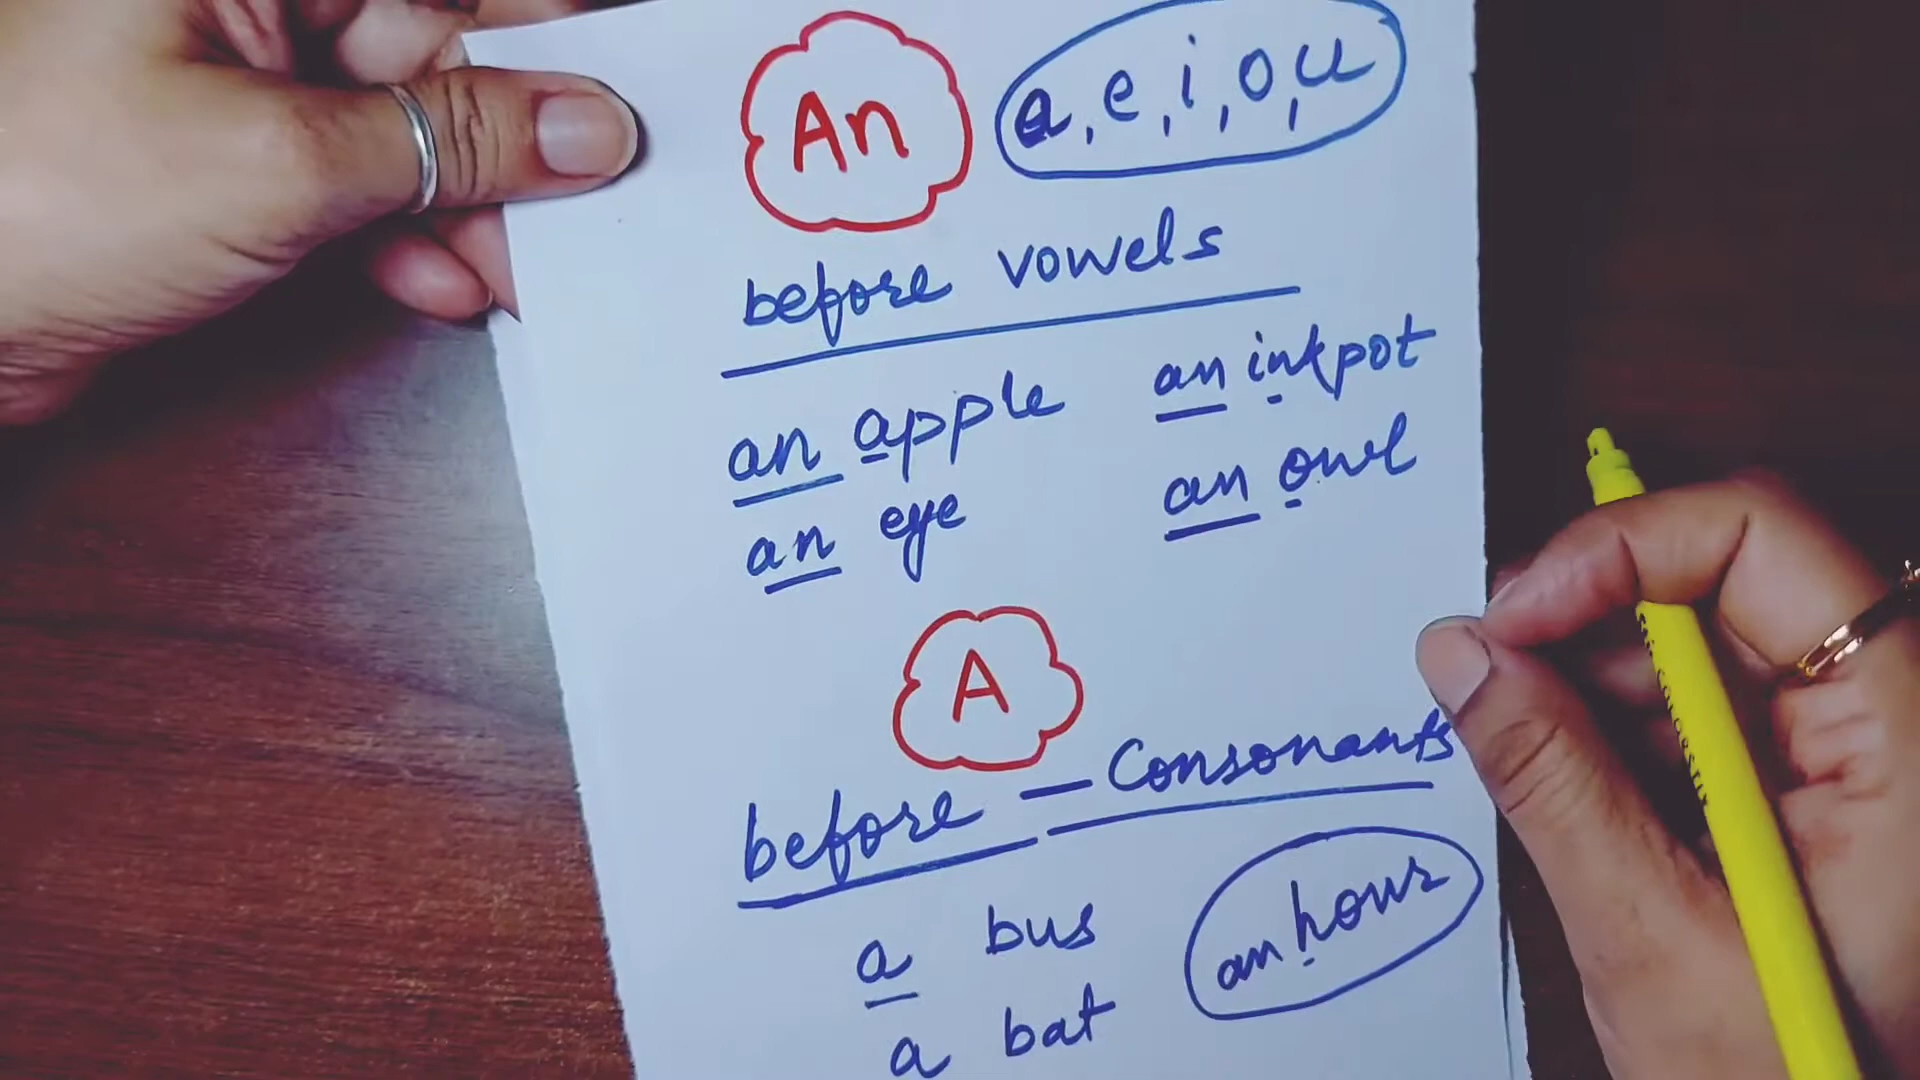 An a, e, i, o, u
before vowels
an apple an inkpot
an eye an owl
A
before - Consonants
a bus an hour
a bat